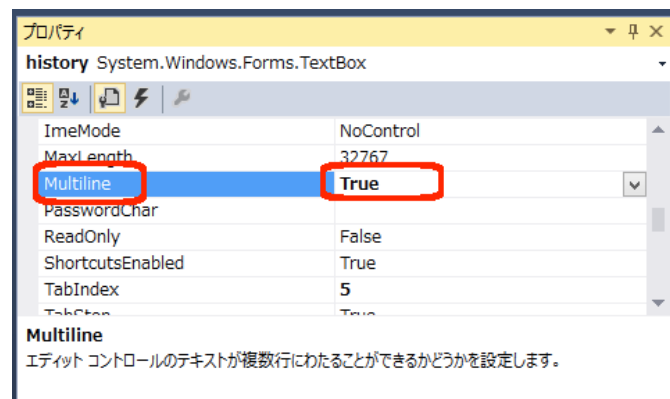 プロパティ
history System.Windows.Forms.TextBox
ImeMode NoControl
MaxLength 32767
Multiline True
PasswordChar
ReadOnly False
ShortcutsEnabled True
TabIndex 5
TabStop True
Multiline
エディット コントロールのテキストが複数行にわたることができるかどうかを設定します。